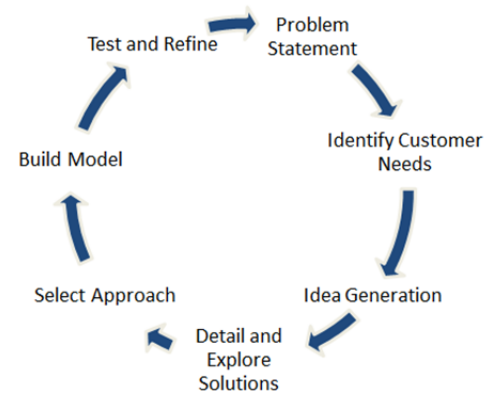 Problem
Statement
Identify Customer
Needs
Idea Generation
Detail and
Explore
Solutions
Select Approach
Build Model
Test and Refine